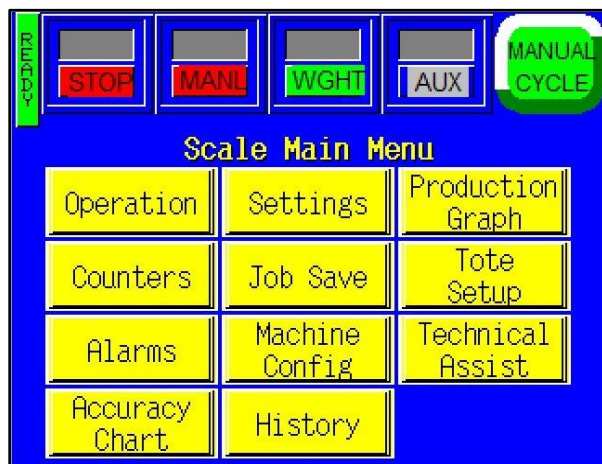 READY
STOP
MANL
WGHT
AUX
MANUAL
CYCLE
Scale Main Menu
Operation
Settings
Production
Graph
Counters
Job Save
Tote
Setup
Alarms
Machine
Config
Technical
Assist
Accuracy
Chart
History